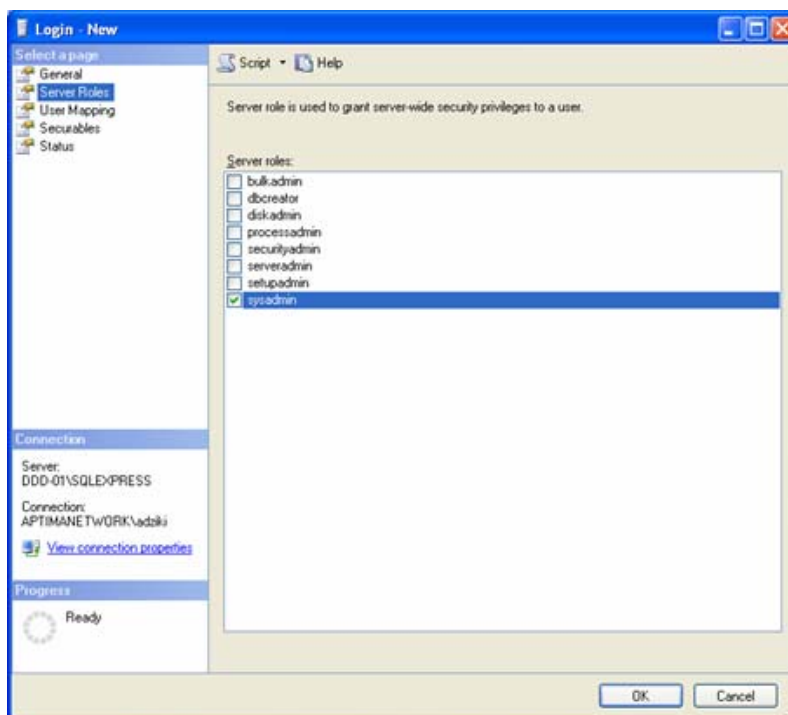 Login - New
Select a page
General
Server Roles
User Mapping
Securables
Status
Script
Help
Server role is used to grant server-wide security privileges to a user.
Server roles:
bulkadmin
dbcreator
diskadmin
processadmin
securityadmin
serveradmin
setupadmin
sysadmin
Connection
Server:
DDD-01\SQLEXPRESS
Connection:
APTIMANETWORK\adziki
View connection properties
Progress
Ready
OK
Cancel